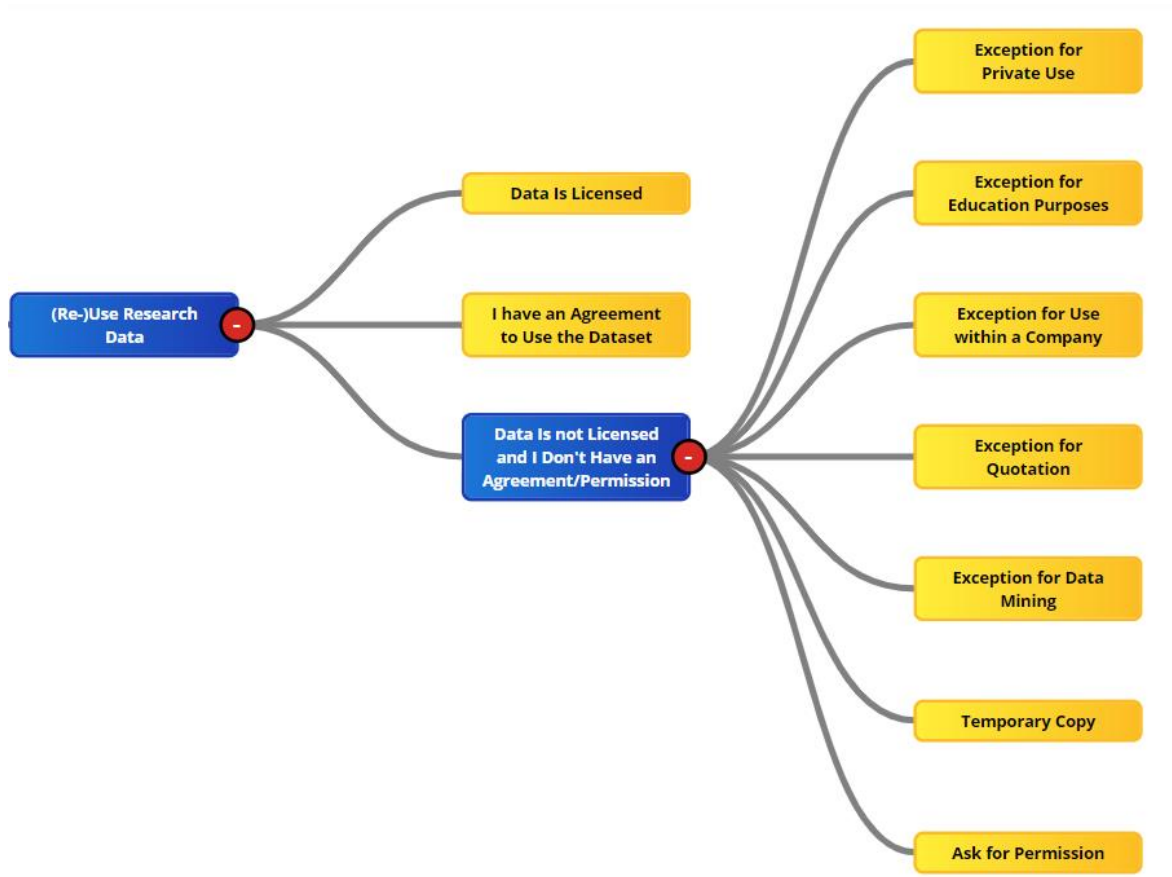 (Re-)Use Research
Data
-
Data Is Licensed
I have an Agreement
to Use the Dataset
Data Is not Licensed
and I Don't Have an
Agreement/Permission
-
Exception for
Private Use
Exception for
Education Purposes
Exception for Use
within a Company
Exception for
Quotation
Exception for Data
Mining
Temporary Copy
Ask for Permission